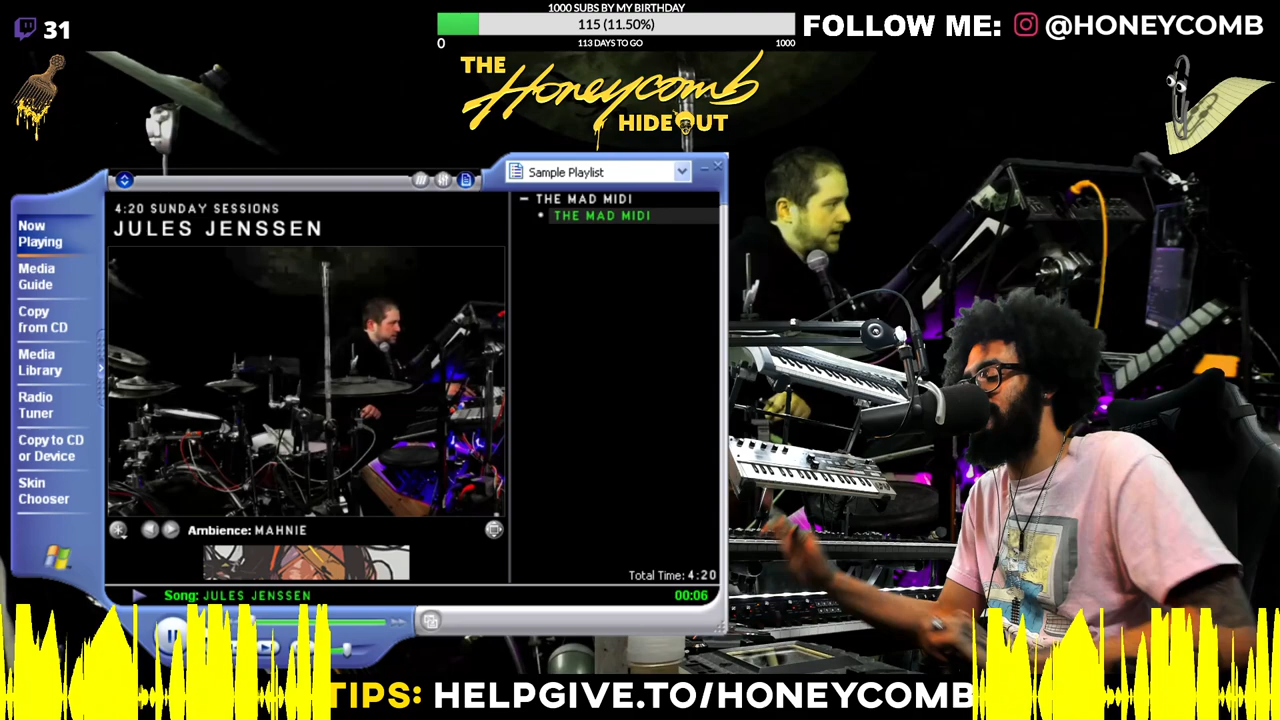 31
1000 SUBS BY MY BIRTHDAY
115 (11.50%)
0
113 DAYS TO GO
1000
FOLLOW ME: @HONEYCOMB
THE
Honeycomb
HIDEOUT
Sample Playlist
4:20 SUNDAY SESSIONS
JULES JENSSEN
THE MAD MIDI
THE MAD MIDI
Now
Playing
Media
Guide
Copy
from CD
Media
Library
Radio
Tuner
Copy to CD
or Device
Skin
Chooser
Ambience: MAHNIE
Total Time: 4:20
Song: JULES JENSSEN
00:06
TIPS: HELPGIVE.TO/HONEYCOMB